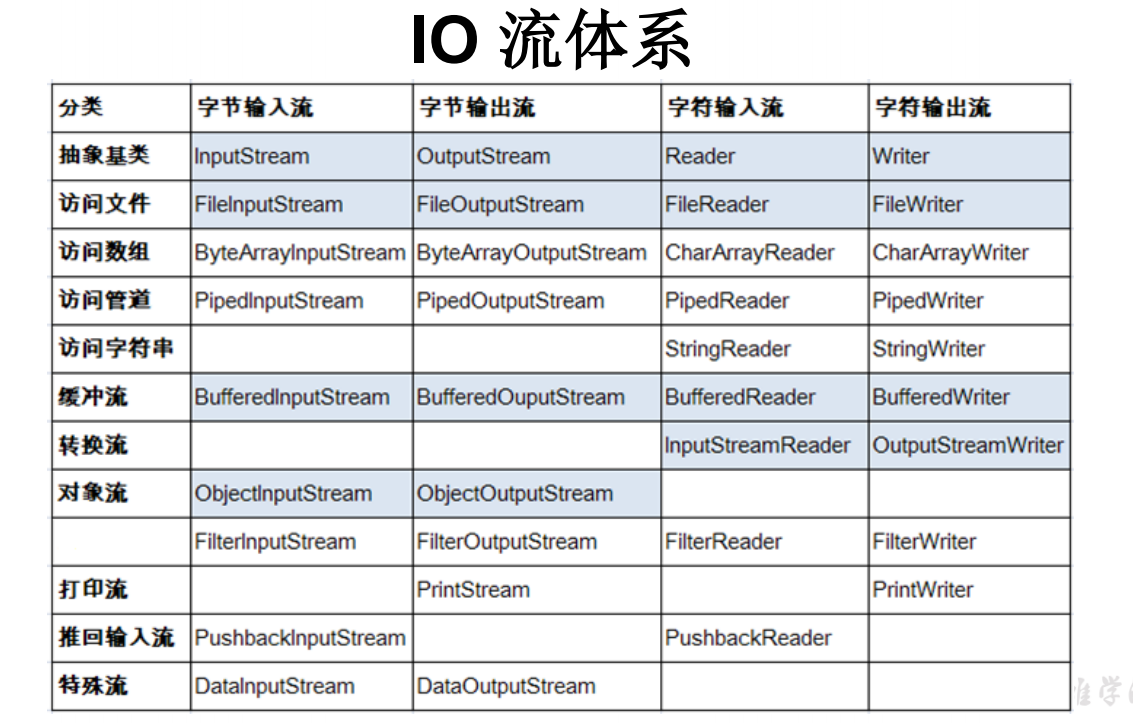 IO 流体系
分类 字节输入流 字节输出流 字符输入流 字符输出流
抽象基类 InputStream OutputStream Reader Writer
访问文件 FileInputStream FileOutputStream FileReader FileWriter
访问数组 ByteArrayInputStream ByteArrayOutputStream CharArrayReader CharArrayWriter
访问管道 PipedInputStream PipedOutputStream PipedReader PipedWriter
访问字符串 StringReader StringWriter
缓冲流 BufferedInputStream BufferedOuputStream BufferedReader BufferedWriter
转换流 InputStreamReader OutputStreamWriter
对象流 ObjectInputStream ObjectOutputStream
FilterInputStream FilterOutputStream FilterReader FilterWriter
打印流 PrintStream PrintWriter
推回输入流 PushbackInputStream PushbackReader
特殊流 DataInputStream DataOutputStream